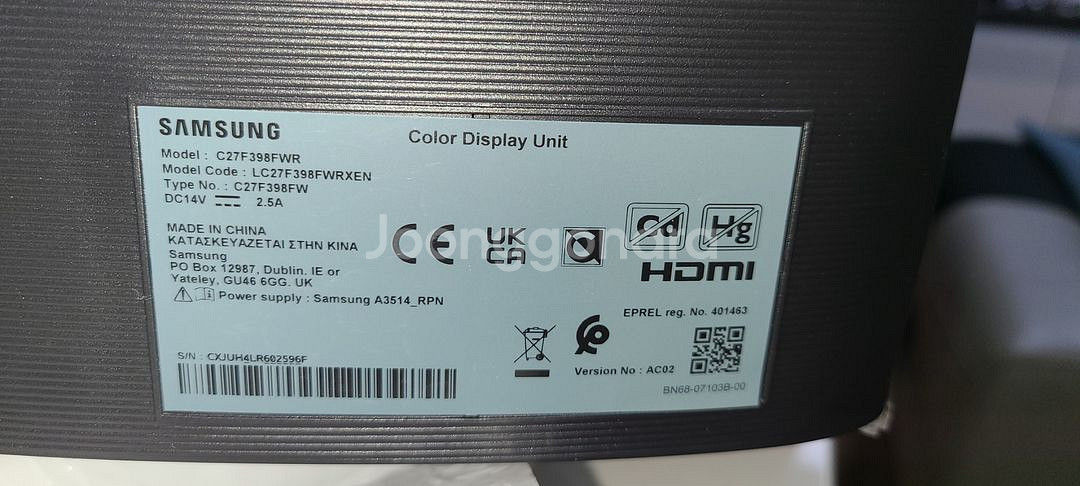 SAMSUNG
Color Display Unit
Model : C27F398FWR
Model Code : LC27F398FWRXEN
Type No. : C27F398FW
DC14V 2.5A
MADE IN CHINA
ΚΑΤΑΣΚΕΥΑΖΕΤΑΙ ΣΤΗΝ ΚΙΝΑ
Samsung
PO Box 12987, Dublin. IE or
Yateley, GU46 6GG. UK
Power supply : Samsung A3514_RPN
CE
UK
CA
Cd
Hg
HDMI
EPREL reg. No. 401463
Version No : AC02
BN68-07103B-00
S/N : CXJUH4LR602596F
Joonggonara